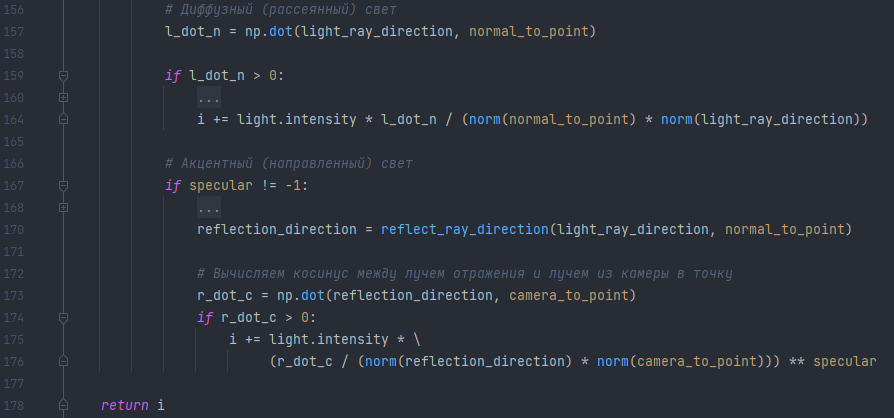 156 # Диффузный (рассеянный) свет
157 l_dot_n = np.dot(light_ray_direction, normal_to_point)
158
159 if l_dot_n > 0:
160 ...
164 i += light.intensity * l_dot_n / (norm(normal_to_point) * norm(light_ray_direction))
165
166 # Акцентный (направленный) свет
167 if specular != -1:
168 ...
170 reflection_direction = reflect_ray_direction(light_ray_direction, normal_to_point)
171
172 # Вычисляем косинус между лучем отражения и лучем из камеры в точку
173 r_dot_c = np.dot(reflection_direction, camera_to_point)
174 if r_dot_c > 0:
175 i += light.intensity * \
176 (r_dot_c / (norm(reflection_direction) * norm(camera_to_point))) ** specular
177
178 return i